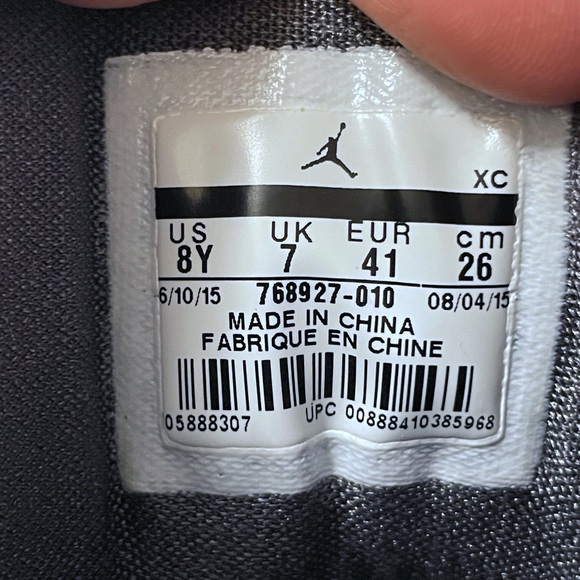 XC
US UK EUR cm
8Y 7 41 26
6/10/15 768927-010 08/04/15
MADE IN CHINA
FABRIQUE EN CHINE
05888307 UPC 00888410385968